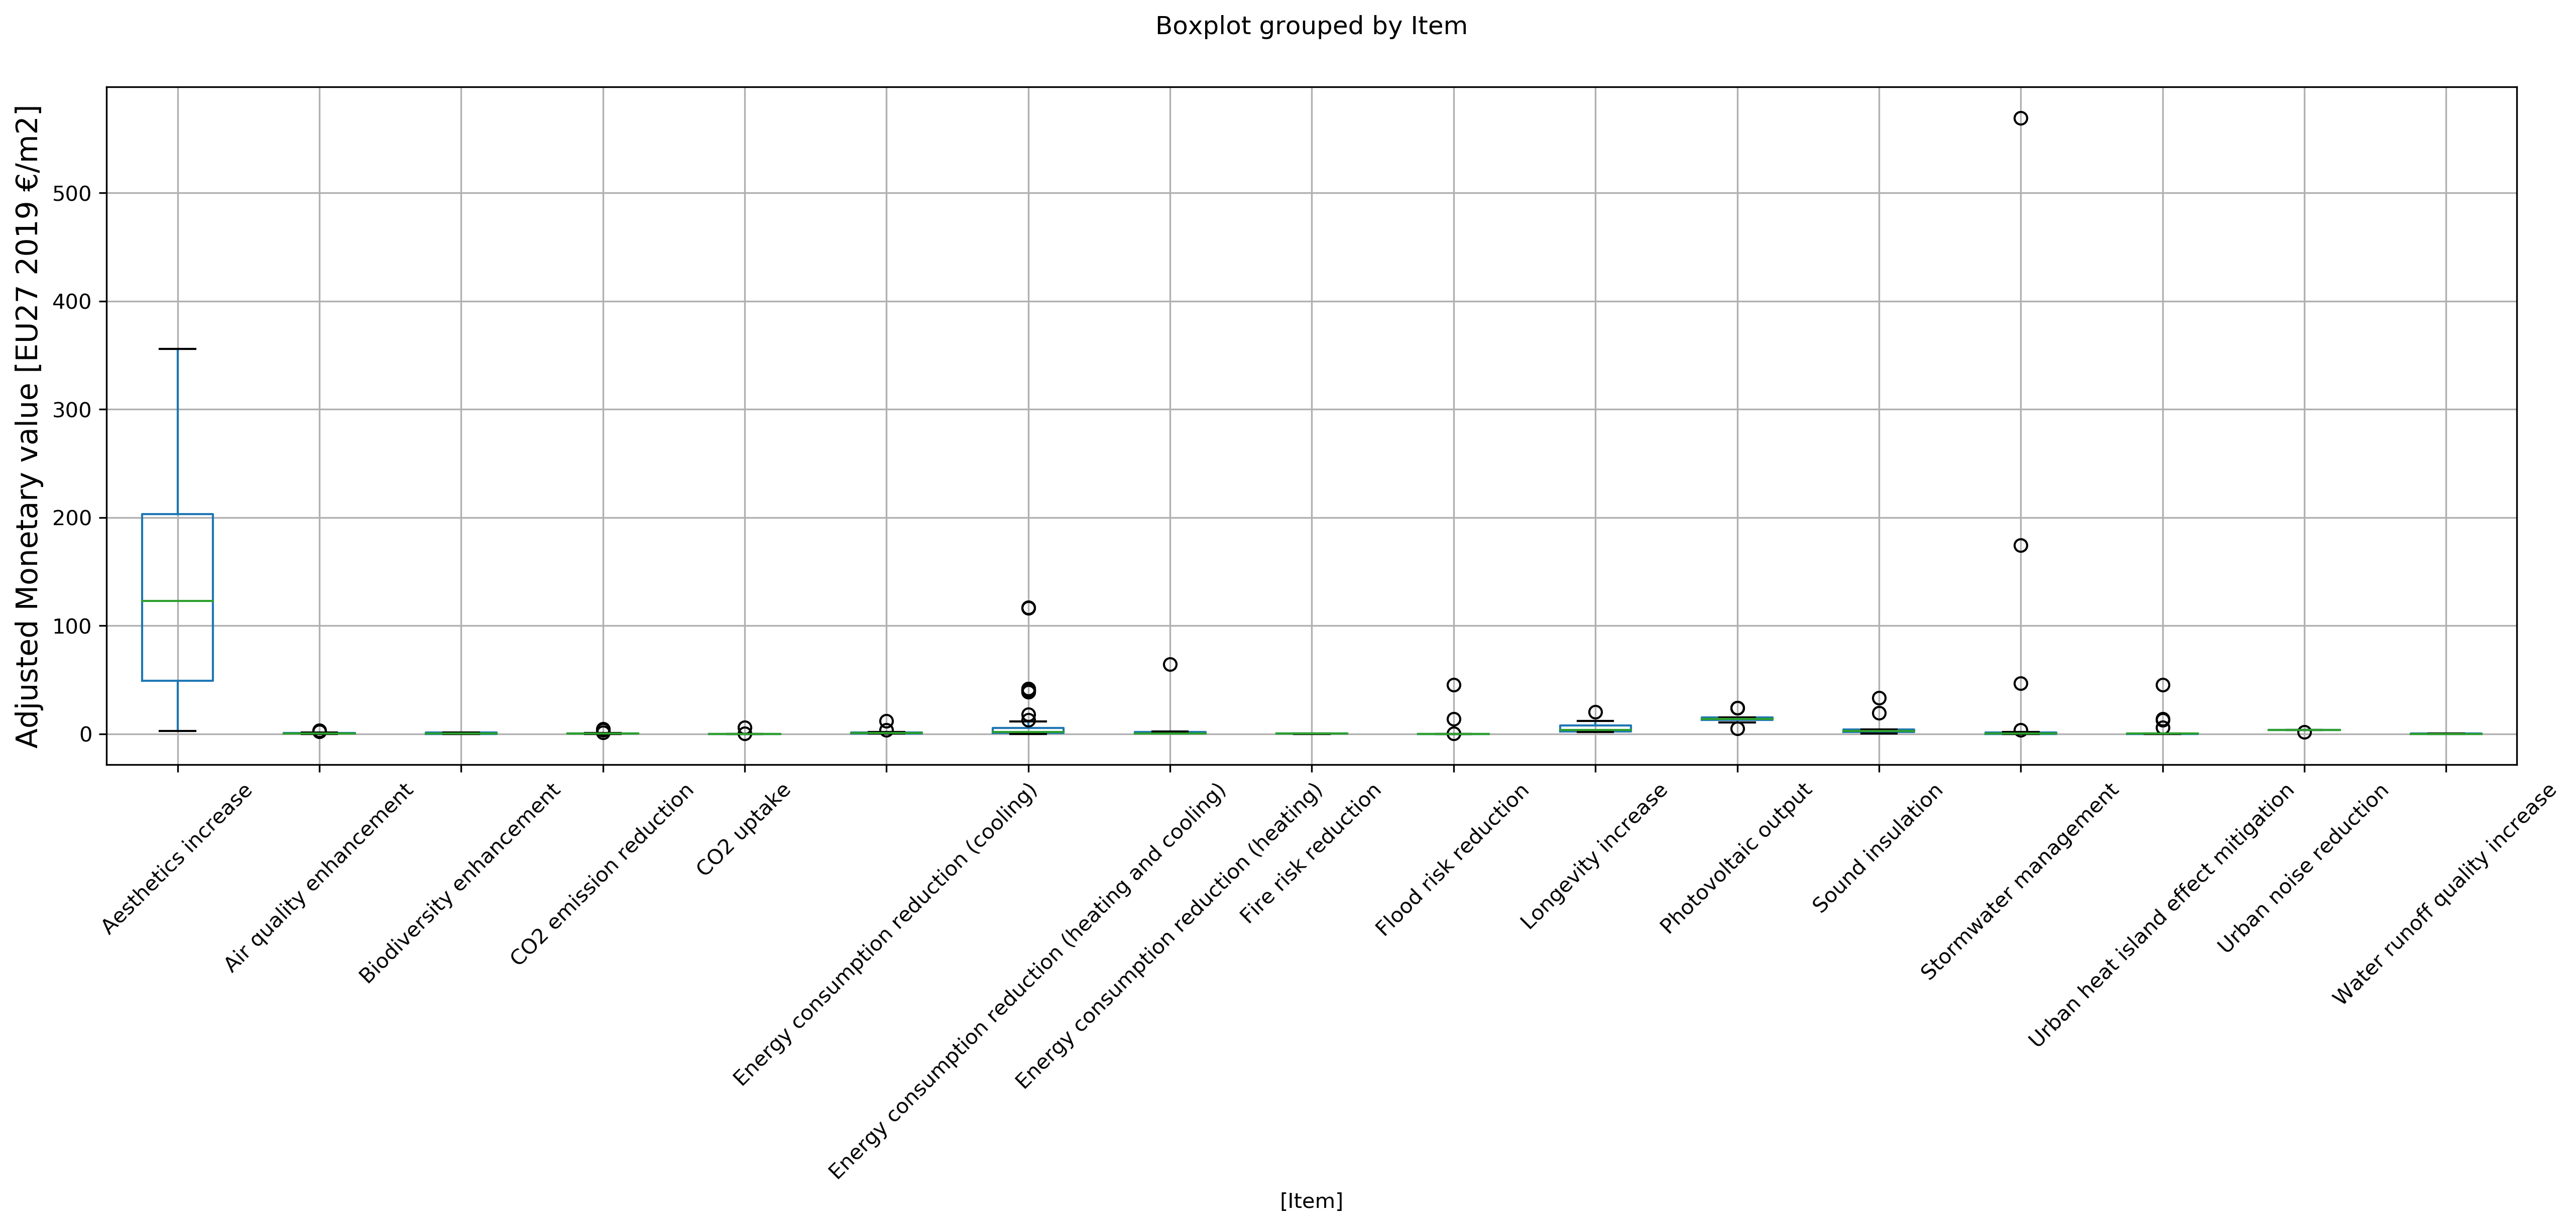 Boxplot grouped by Item
Adjusted Monetary value [EU27 2019 €/m2]
500
400
300
200
100
0
Aesthetics increase
Air quality enhancement
Biodiversity enhancement
CO2 emission reduction
CO2 uptake
Energy consumption reduction (cooling)
Energy consumption reduction (heating and cooling)
Energy consumption reduction (heating)
Fire risk reduction
Flood risk reduction
Longevity increase
Photovoltaic output
Sound insulation
Stormwater management
Urban heat island effect mitigation
Urban noise reduction
Water runoff quality increase
[Item]